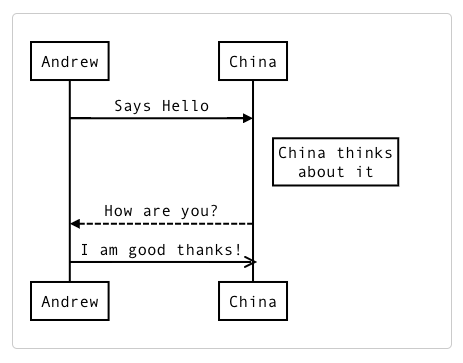 Andrew China
Says Hello
China thinks
about it
How are you?
I am good thanks!
Andrew China